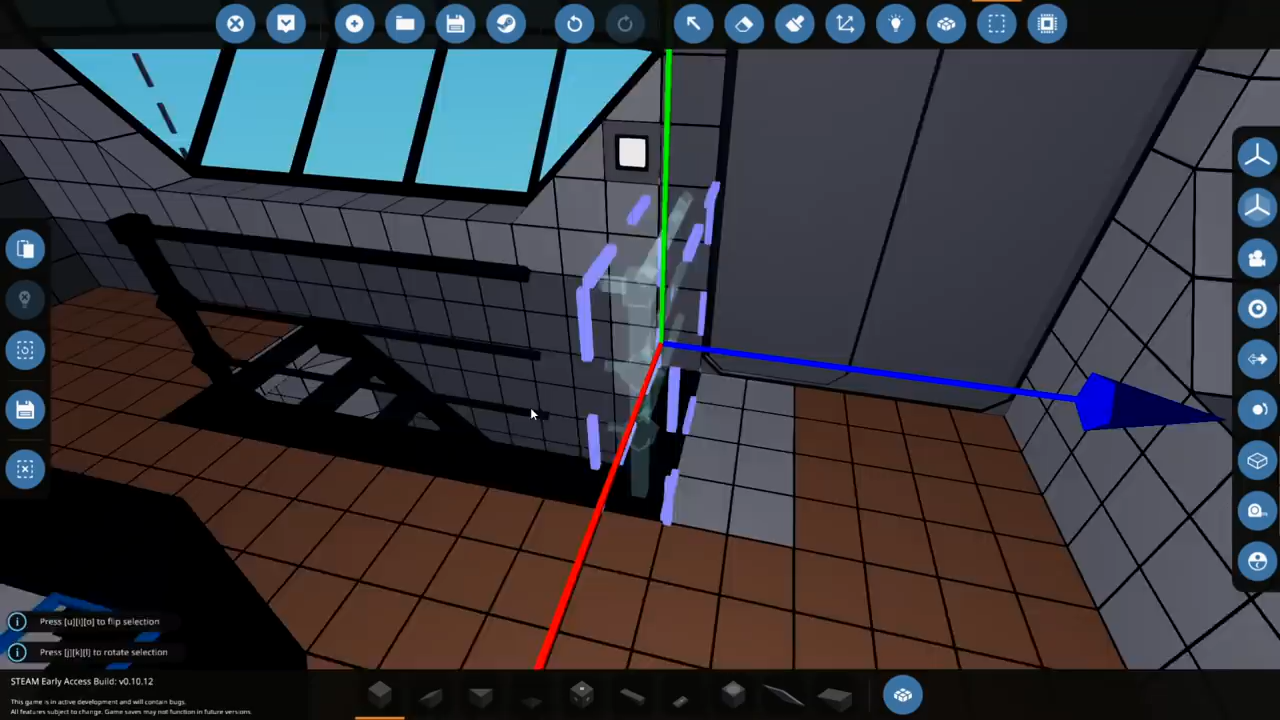 Press [u][i][o] to flip selection
Press [j][k][l] to rotate selection
STEAM Early Access Build: v0.10.12
This game is in active development and will contain bugs.
All features subject to change. Game saves may not function in future versions.